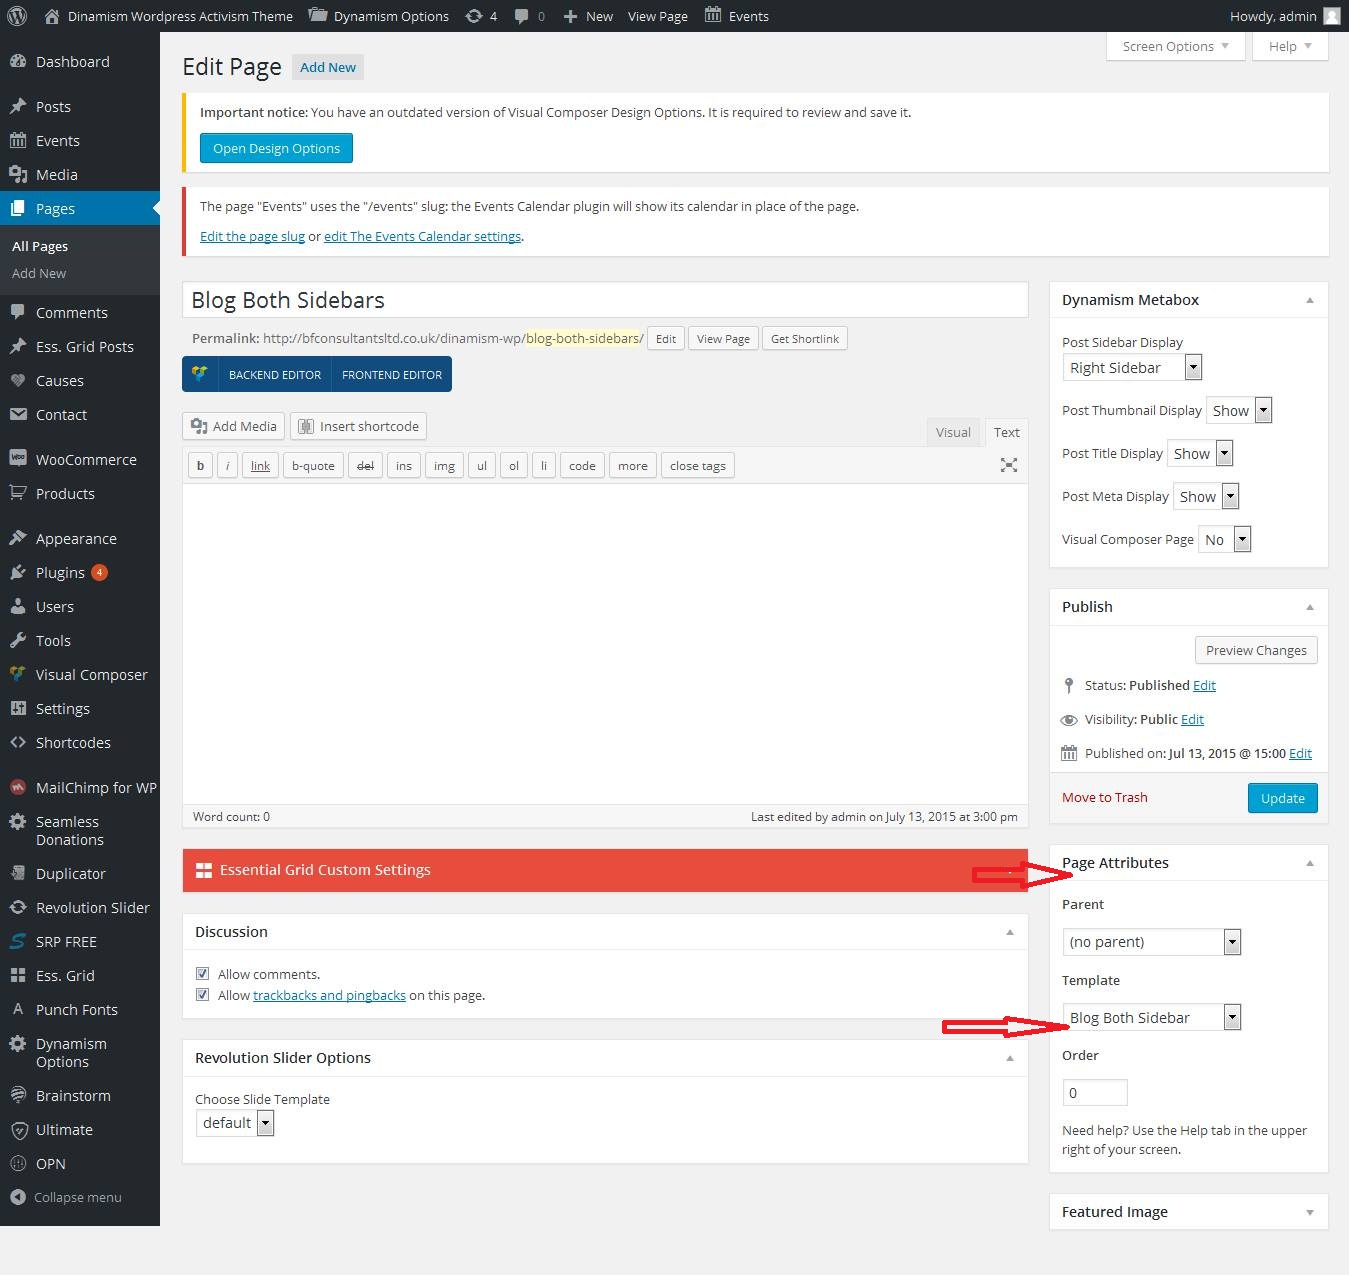 Dinamism Wordpress Activism Theme Dynamism Options 4 0 New View Page Events Howdy, admin
Screen Options Help
Dashboard
Posts
Events
Media
Pages
All Pages
Add New
Comments
Ess. Grid Posts
Causes
Contact
WooCommerce
Products
Appearance
Plugins 4
Users
Tools
Visual Composer
Settings
Shortcodes
MailChimp for WP
Seamless
Donations
Duplicator
Revolution Slider
SRP FREE
Ess. Grid
Punch Fonts
Dynamism
Options
Brainstorm
Ultimate
OPN
Collapse menu
Edit Page Add New
Important notice: You have an outdated version of Visual Composer Design Options. It is required to review and save it.
Open Design Options
The page "Events" uses the "/events" slug: the Events Calendar plugin will show its calendar in place of the page.
Edit the page slug or edit The Events Calendar settings.
Blog Both Sidebars
Permalink: http://bfconsultantsltd.co.uk/dinamism-wp/blog-both-sidebars/ Edit View Page Get Shortlink
BACKEND EDITOR FRONTEND EDITOR
Add Media Insert shortcode Visual Text
b i link b-quote del ins img ul ol li code more close tags
Word count: 0 Last edited by admin on July 13, 2015 at 3:00 pm
Essential Grid Custom Settings
Discussion
Allow comments.
Allow trackbacks and pingbacks on this page.
Revolution Slider Options
Choose Slide Template
default
Dynamism Metabox
Post Sidebar Display
Right Sidebar
Post Thumbnail Display Show
Post Title Display Show
Post Meta Display Show
Visual Composer Page No
Publish
Preview Changes
Status: Published Edit
Visibility: Public Edit
Published on: Jul 13, 2015 @ 15:00 Edit
Move to Trash Update
Page Attributes
Parent
(no parent)
Template
Blog Both Sidebar
Order
0
Need help? Use the Help tab in the upper
right of your screen.
Featured Image